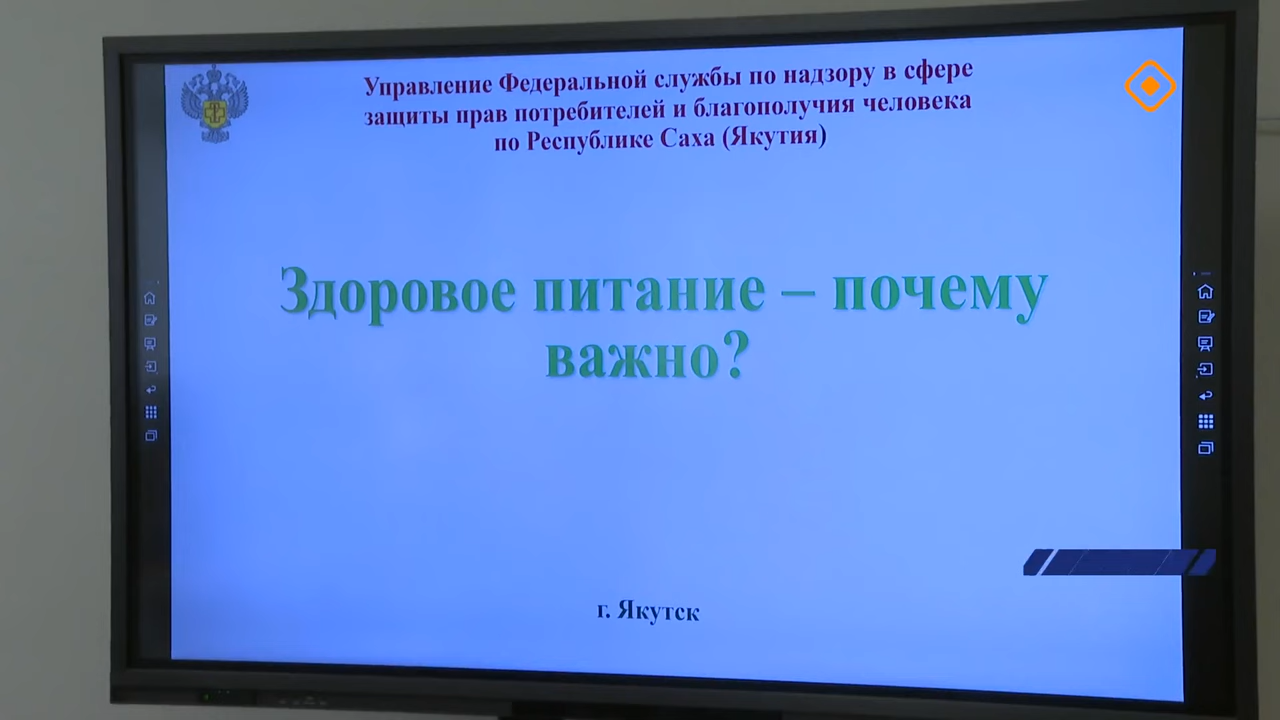 Управление Федеральной службы по надзору в сфере
защиты прав потребителей и благополучия человека
по Республике Саха (Якутия)
Здоровое питание – почему
важно?
г. Якутск